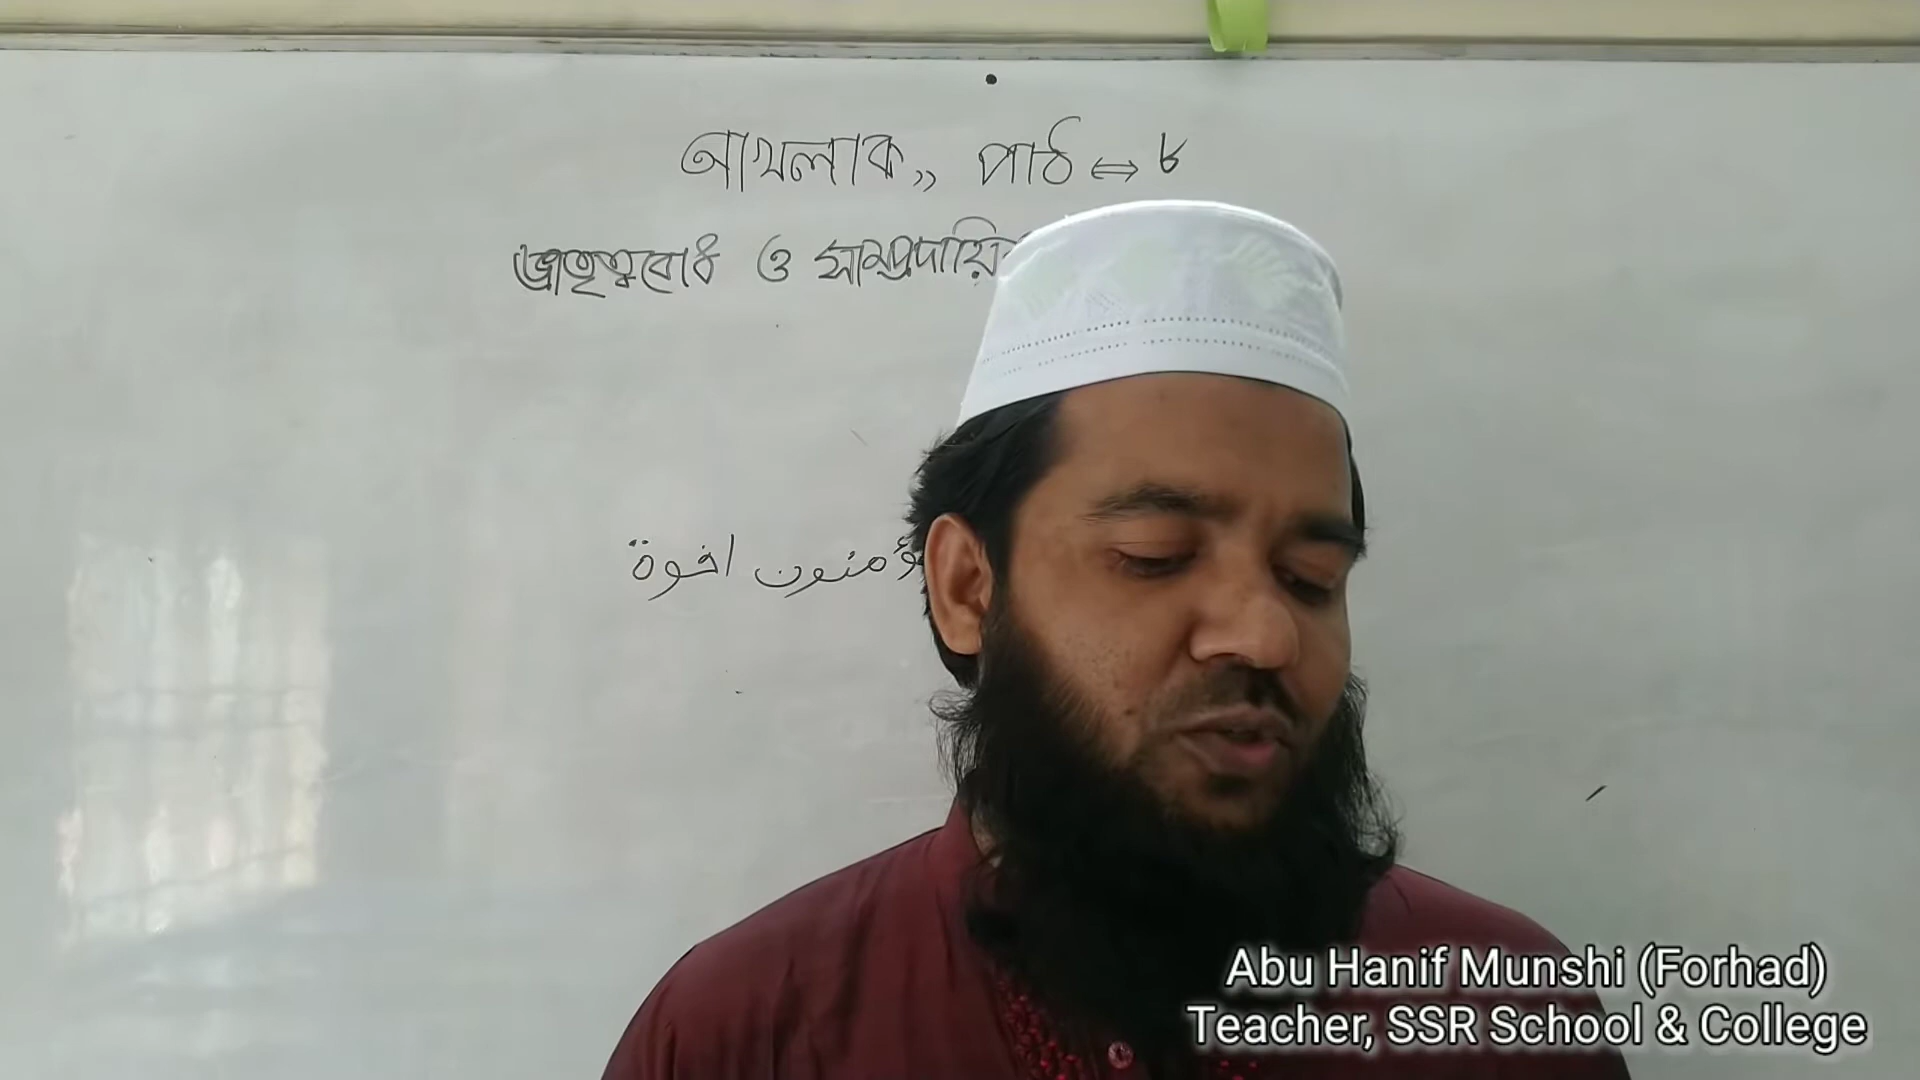 আখলাক,, পাঠ ⇔ ৮
ভ্রাতৃত্ববোধ ও সাম্প্রদায়ি
ؤمنون اخوة
Abu Hanif Munshi (Forhad)
Teacher, SSR School & College